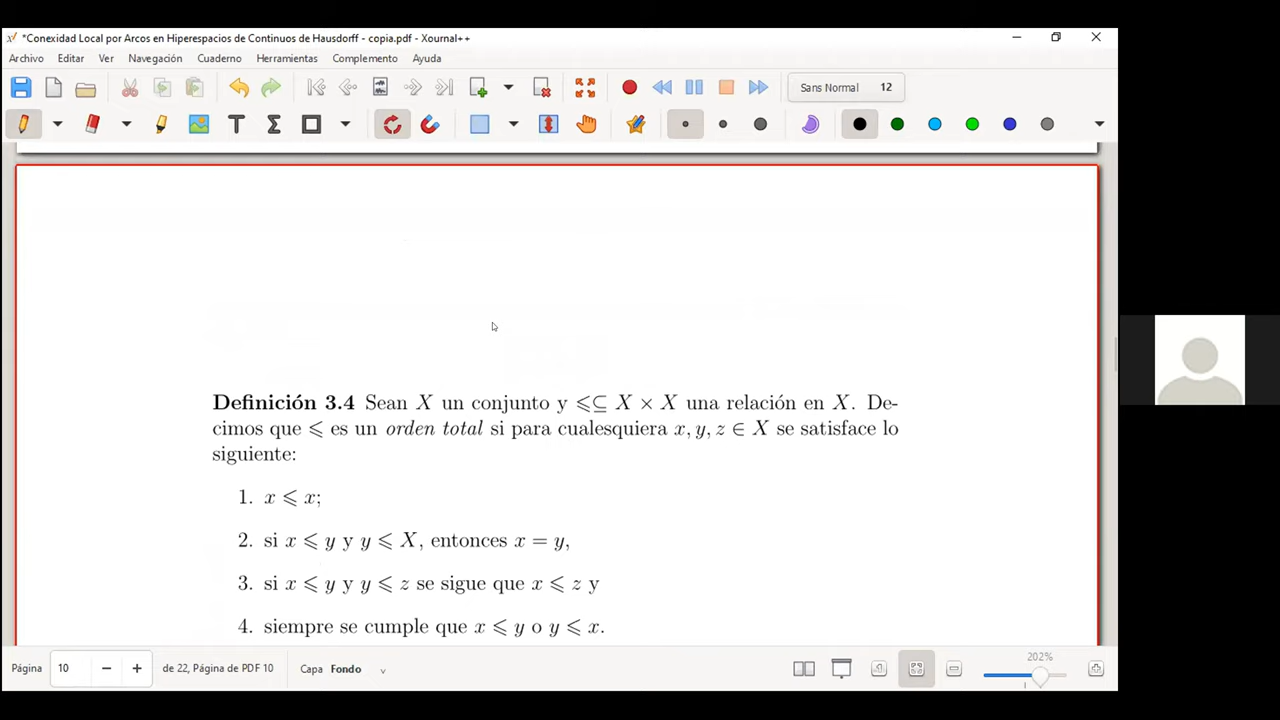 *Conexidad Local por Arcos en Hiperespacios de Continuos de Hausdorff - copia.pdf - Xournal++
Archivo Editar Ver Navegación Cuaderno Herramientas Complemento Ayuda
Sans Normal 12
Definición 3.4 Sean X un conjunto y ⩽⊆ X × X una relación en X. De-
cimos que ⩽ es un orden total si para cualesquiera x, y, z ∈ X se satisface lo
siguiente:
1. x ⩽ x;
2. si x ⩽ y y y ⩽ X, entonces x = y,
3. si x ⩽ y y y ⩽ z se sigue que x ⩽ z y
4. siempre se cumple que x ⩽ y o y ⩽ x.
Página 10 de 22, Página de PDF 10 Capa Fondo 202%